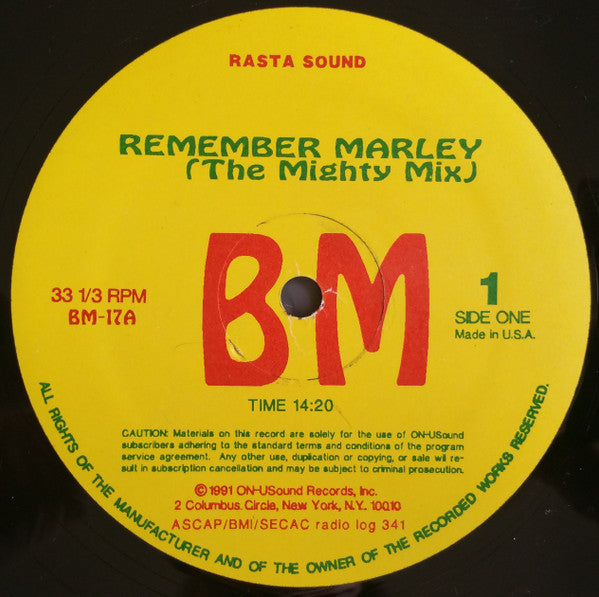 RASTA SOUND
REMEMBER MARLEY
(The Mighty Mix)
BM
33 1/3 RPM
BM-17A
1
SIDE ONE
Made in U.S.A.
TIME 14:20
CAUTION: Materials on this record are solely for the use of ON-USound
subscribers adhering to the standard terms and conditions of the program
service agreement. Any other use, duplication or copying, or sale wil re-
sult in subscription cancellation and may be subject to criminal prosecution.
©1991 ON-USound Records, Inc.
2 Columbus Circle, New York, N.Y. 10010
ASCAP/BMI/SECAC radio log 341
ALL RIGHTS OF THE MANUFACTURER AND OF THE OWNER OF THE RECORDED WORKS RESERVED.